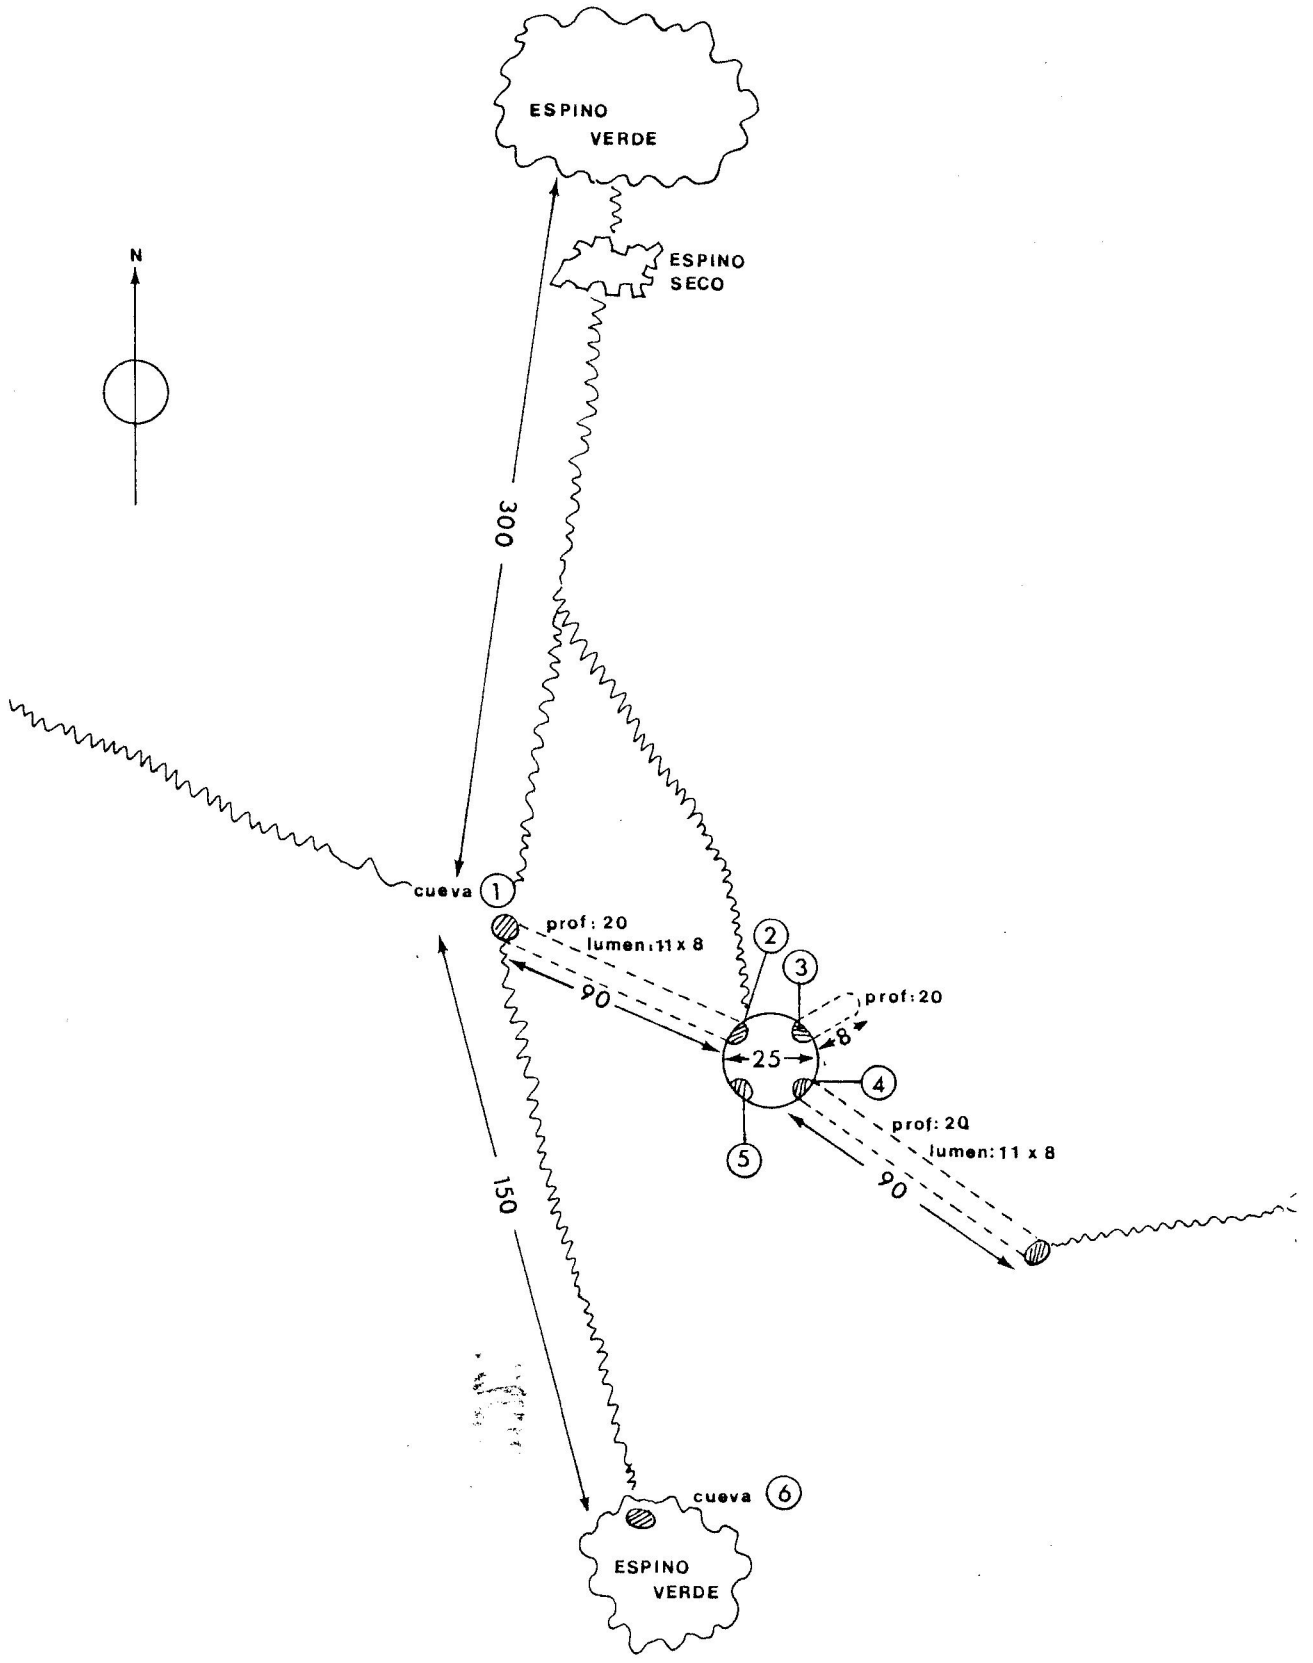 ESPINO
VERDE
N
ESPINO
SECO
300
cueva 1
prof: 20
lumen: 11 x 8
2
3
90
prof: 20
8
25
4
prof: 20
lumen: 11 x 8
5
90
150
cueva 6
ESPINO
VERDE